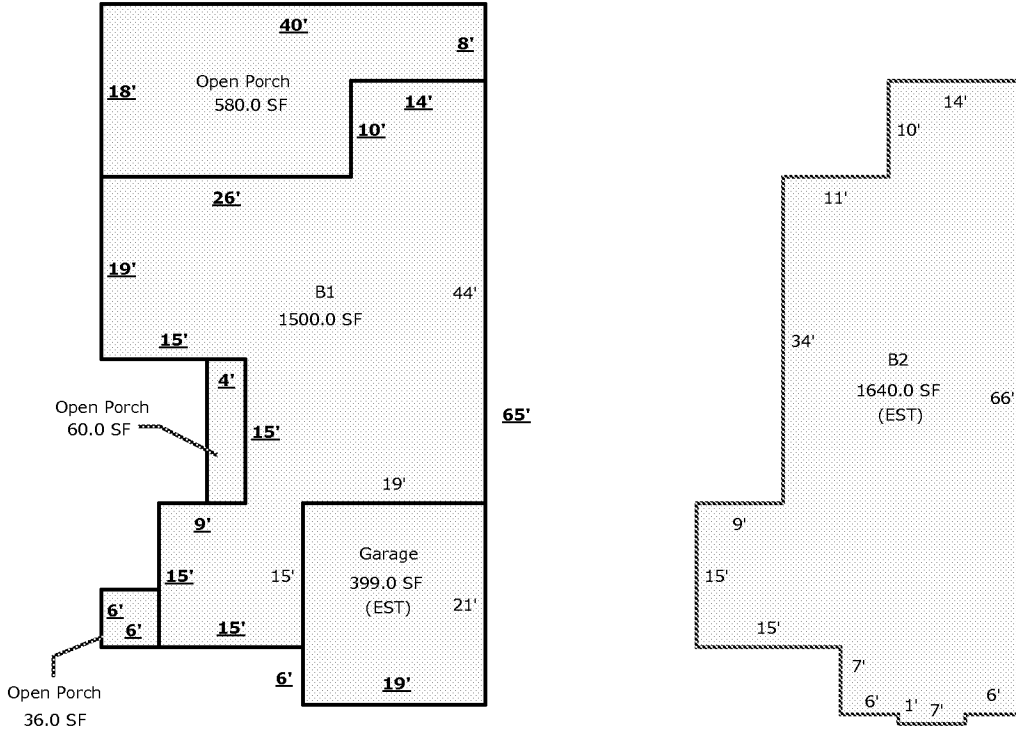 40'
8'
Open Porch
580.0 SF
18'
14'
10'
26'
19'
B1
1500.0 SF
44'
15'
4'
Open Porch
60.0 SF
15'
65'
19'
9'
Garage
399.0 SF
(EST)
15'
15'
21'
6'
6'
15'
Open Porch
36.0 SF
6'
19'
14'
10'
11'
34'
B2
1640.0 SF
(EST)
66'
9'
15'
15'
7'
6'
1'
7'
6'